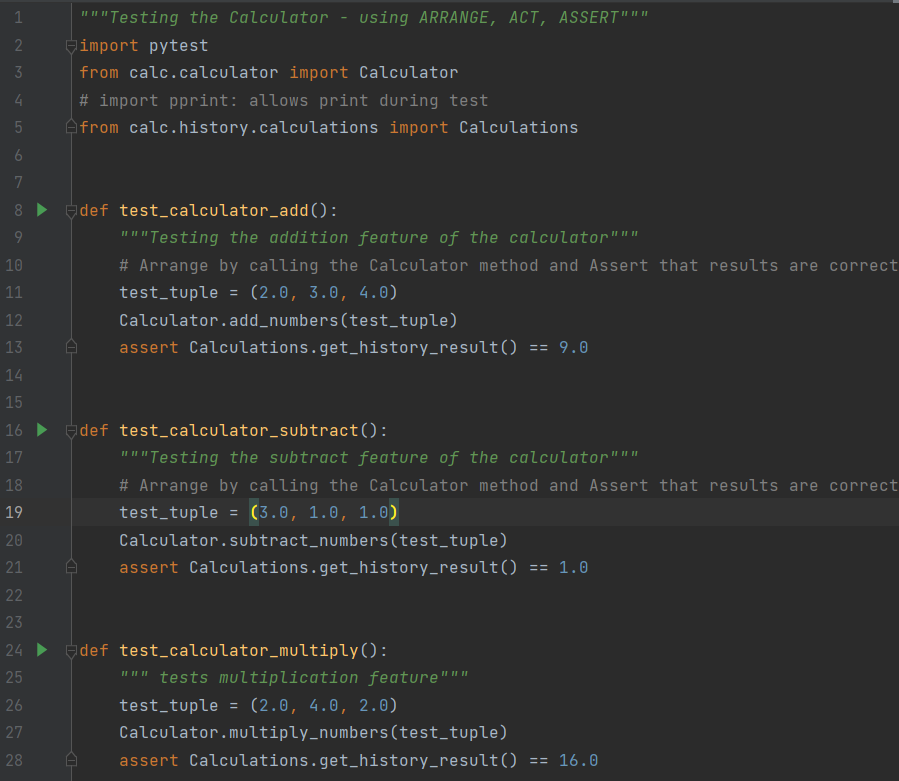 1 """Testing the Calculator - using ARRANGE, ACT, ASSERT"""
2 import pytest
3 from calc.calculator import Calculator
4 # import pprint: allows print during test
5 from calc.history.calculations import Calculations
6
7
8 def test_calculator_add():
9     """Testing the addition feature of the calculator"""
10     # Arrange by calling the Calculator method and Assert that results are correct
11     test_tuple = (2.0, 3.0, 4.0)
12     Calculator.add_numbers(test_tuple)
13     assert Calculations.get_history_result() == 9.0
14
15
16 def test_calculator_subtract():
17     """Testing the subtract feature of the calculator"""
18     # Arrange by calling the Calculator method and Assert that results are correct
19     test_tuple = (3.0, 1.0, 1.0)
20     Calculator.subtract_numbers(test_tuple)
21     assert Calculations.get_history_result() == 1.0
22
23
24 def test_calculator_multiply():
25     """ tests multiplication feature"""
26     test_tuple = (2.0, 4.0, 2.0)
27     Calculator.multiply_numbers(test_tuple)
28     assert Calculations.get_history_result() == 16.0